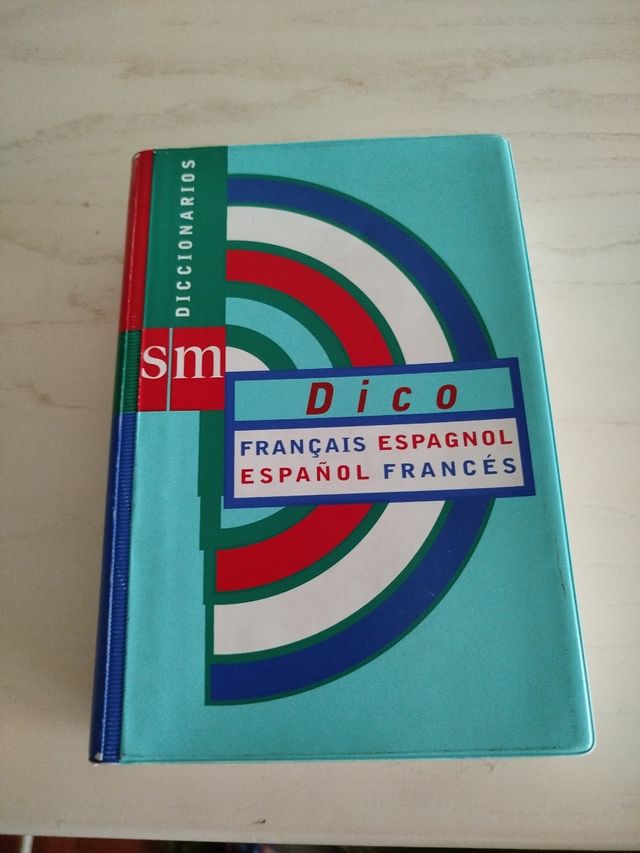 DICCIONARIOS
sm
Dico
FRANÇAIS ESPAGNOL
ESPAÑOL FRANCÉS